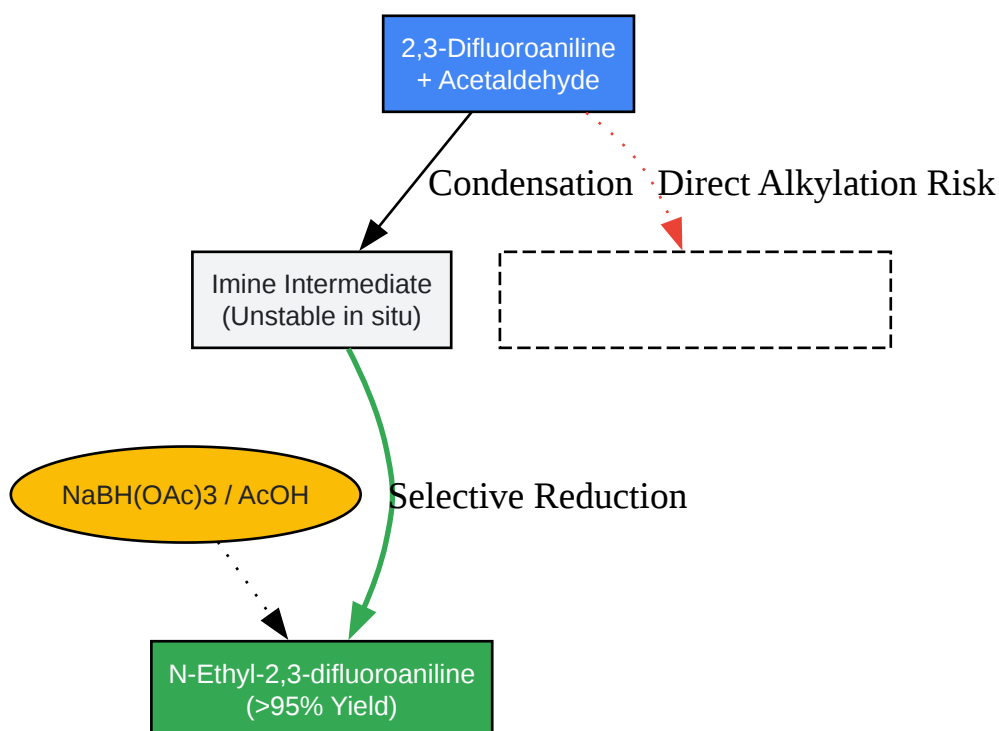 2,3-Difluoroaniline
+ Acetaldehyde
Condensation
Direct Alkylation Risk
Imine Intermediate
(Unstable in situ)
NaBH(OAc)3 / AcOH
Selective Reduction
N-Ethyl-2,3-difluoroaniline
(>95% Yield)